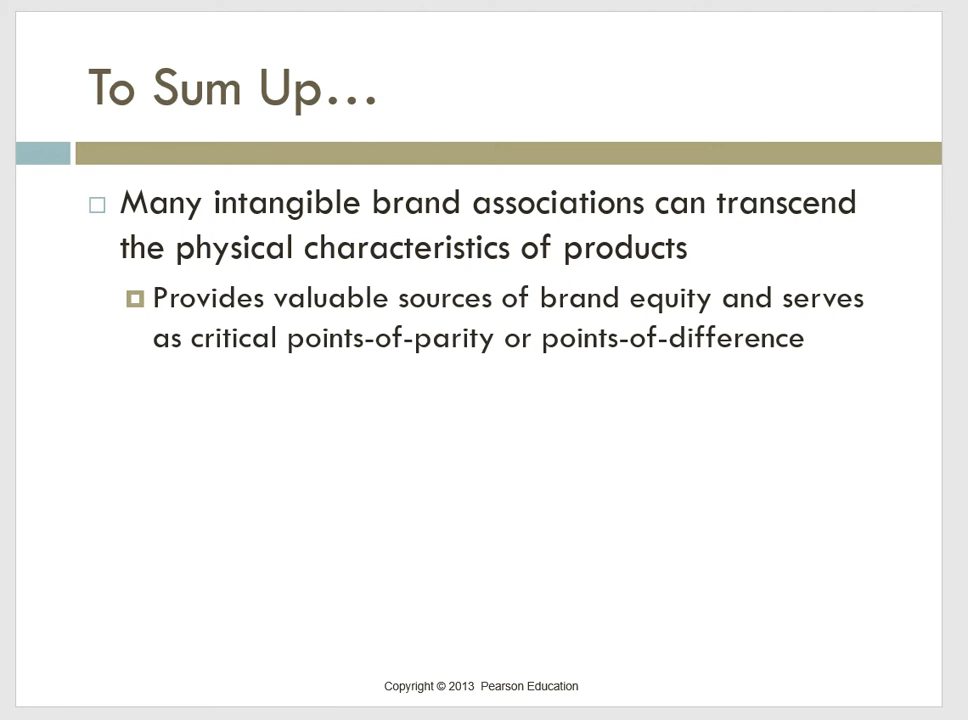 To Sum Up...
Many intangible brand associations can transcend
the physical characteristics of products
Provides valuable sources of brand equity and serves
as critical points-of-parity or points-of-difference
Copyright © 2013 Pearson Education